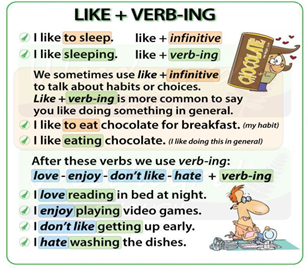 LIKE + VERB-ING
I like to sleep. like + infinitive
I like sleeping. like + verb-ing
CHOCOLATE
We sometimes use like + infinitive
to talk about habits or choices.
Like + verb-ing is more common to say
you like doing something in general.
I like to eat chocolate for breakfast. (my habit)
I like eating chocolate. (I like doing this in general)
After these verbs we use verb-ing:
love - enjoy - don't like - hate + verb-ing
I love reading in bed at night.
I enjoy playing video games.
I don't like getting up early.
I hate washing the dishes.